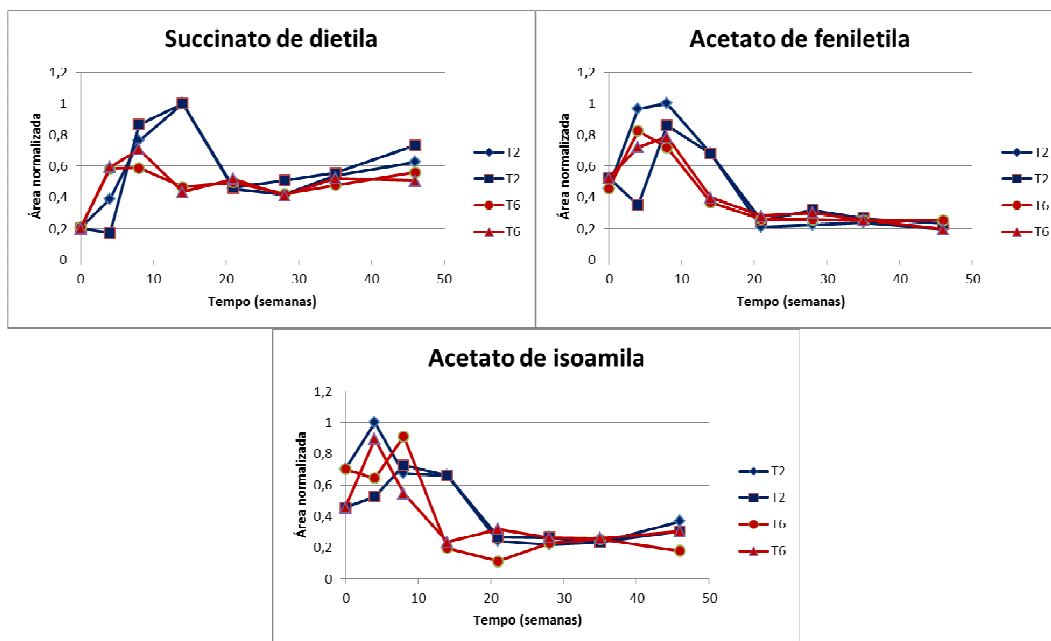 Succinato de dietila
Área normalizada
1,2
1
0,8
0,6
0,4
0,2
0
0 10 20 30 40 50
Tempo (semanas)
T2
T2
T6
T6
Acetato de feniletila
Área normalizada
1,2
1
0,8
0,6
0,4
0,2
0
0 10 20 30 40 50
Tempo (semanas)
T2
T2
T6
T6
Acetato de isoamila
Área normalizada
1,2
1
0,8
0,6
0,4
0,2
0
0 10 20 30 40 50
Tempo (semanas)
T2
T2
T6
T6